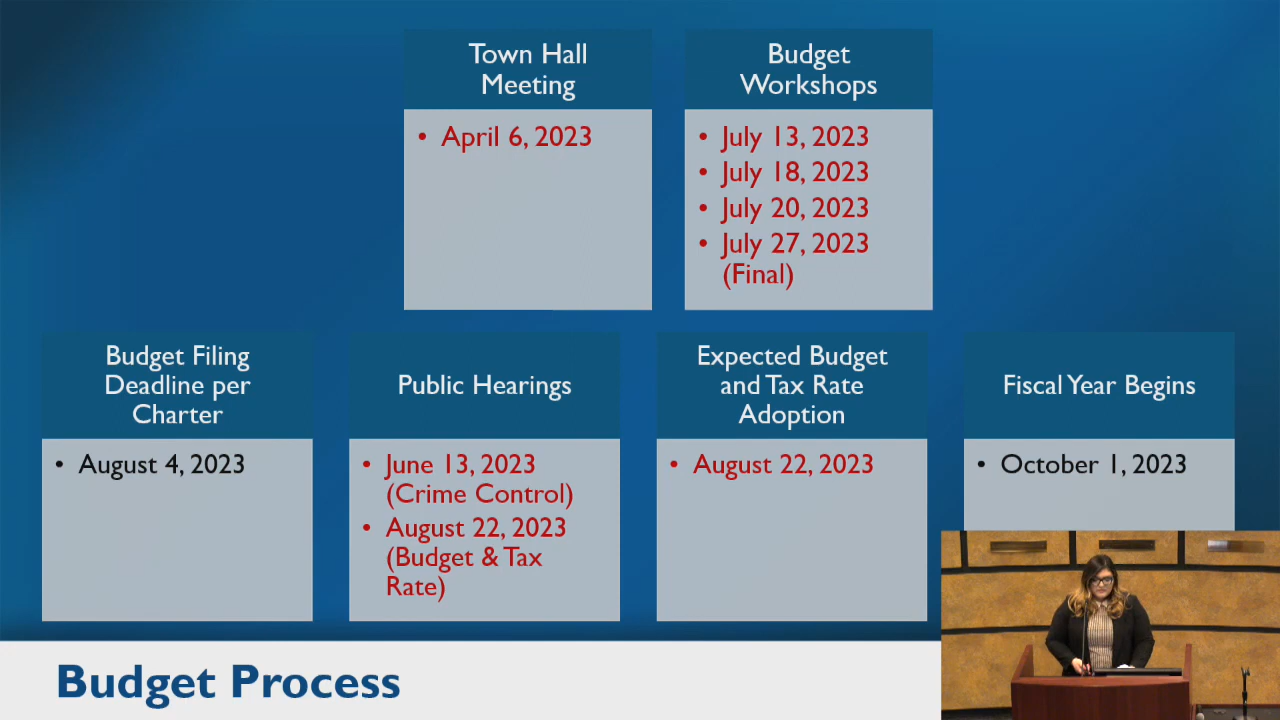 Town Hall
Meeting
• April 6, 2023
Budget
Workshops
• July 13, 2023
• July 18, 2023
• July 20, 2023
• July 27, 2023
(Final)
Budget Filing
Deadline per
Charter
• August 4, 2023
Public Hearings
• June 13, 2023
(Crime Control)
• August 22, 2023
(Budget & Tax
Rate)
Expected Budget
and Tax Rate
Adoption
• August 22, 2023
Fiscal Year Begins
• October 1, 2023
Budget Process